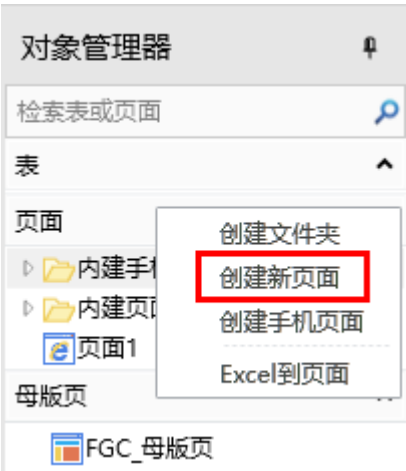 对象管理器
检索表或页面
表
页面
创建文件夹
内建手
创建新页面
内建页
创建手机页面
页面1
Excel到页面
母版页
FGC_母版页